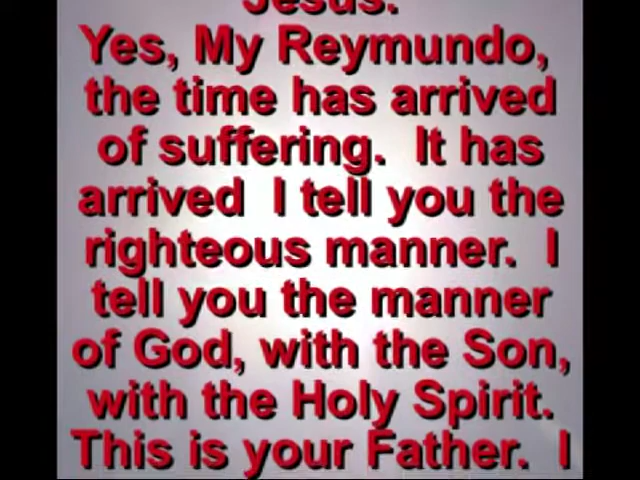 Jesus.
Yes, My Reymundo,
the time has arrived
of suffering. It has
arrived I tell you the
righteous manner. I
tell you the manner
of God, with the Son,
with the Holy Spirit.
This is your Father. I